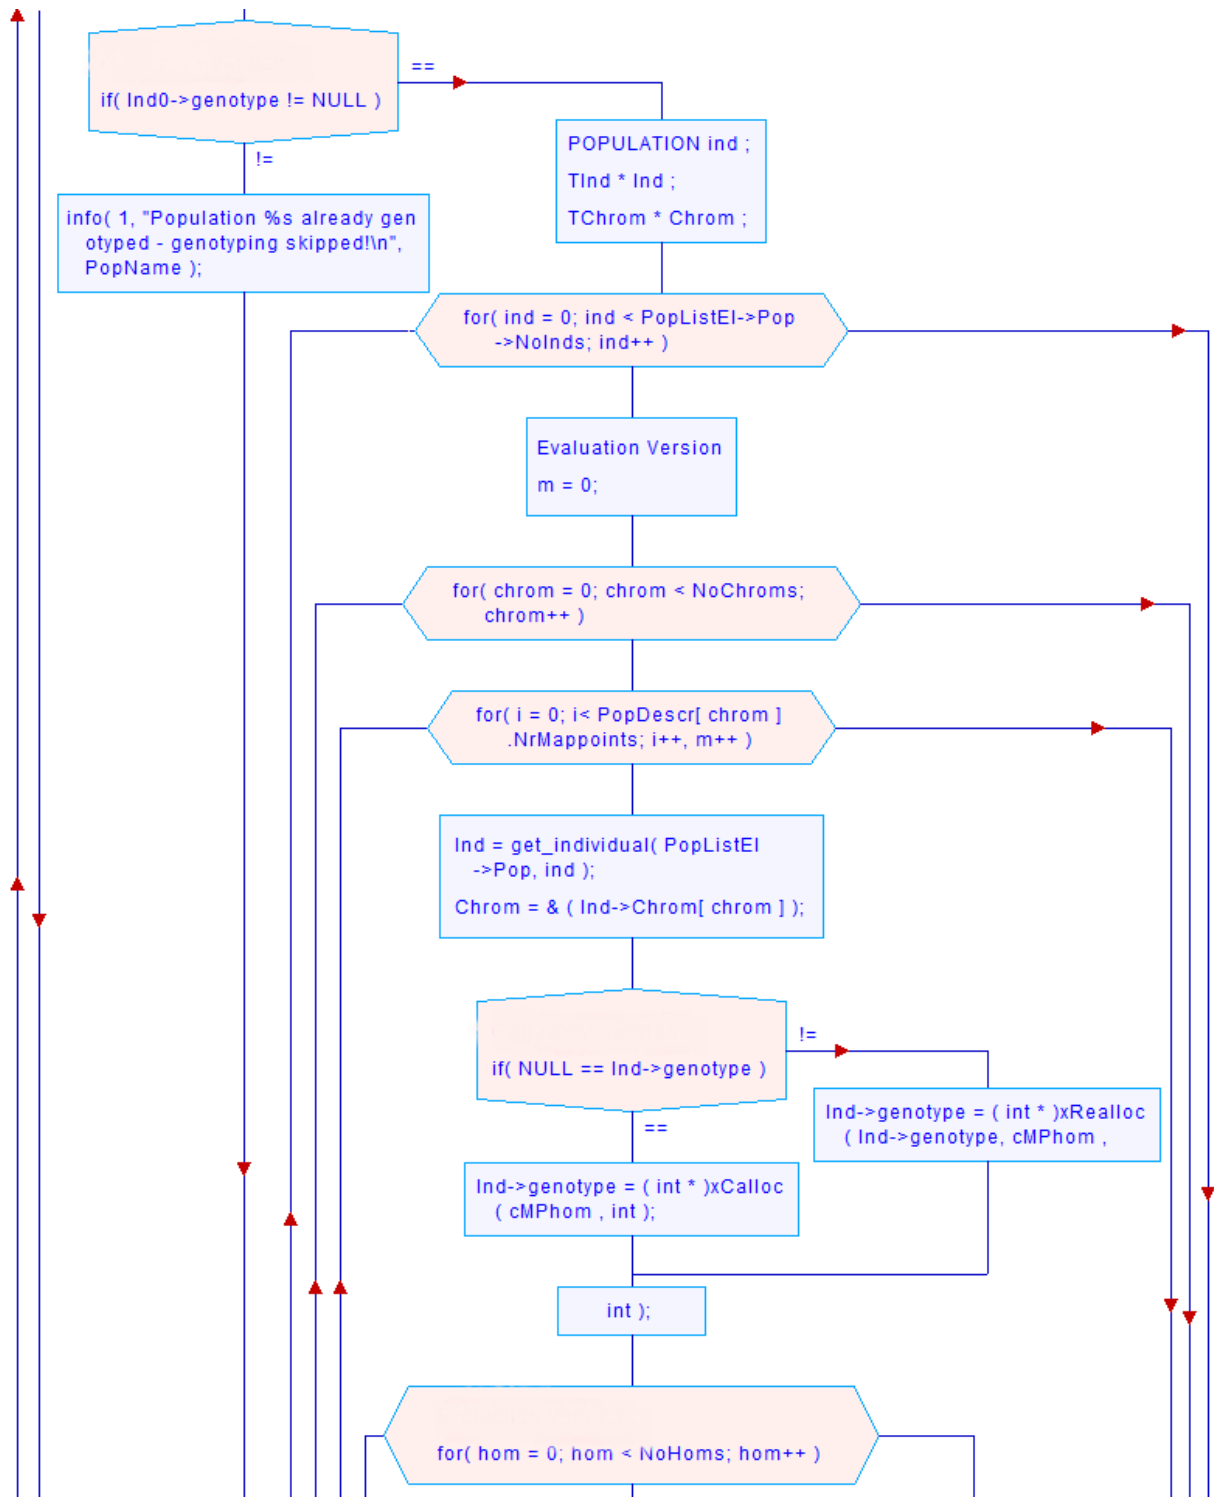 if( Ind0->genotype != NULL )
==
!=
POPULATION ind ;
TInd * Ind ;
TChrom * Chrom ;
info( 1, "Population %s already gen
otyped - genotyping skipped!\n",
PopName );
for( ind = 0; ind < PopListEl->Pop
->NoInds; ind++ )
Evaluation Version
m = 0;
for( chrom = 0; chrom < NoChroms;
chrom++ )
for( i = 0; i< PopDescr[ chrom ]
.NrMappoints; i++, m++ )
Ind = get_individual( PopListEl
->Pop, ind );
Chrom = & ( Ind->Chrom[ chrom ] );
if( NULL == Ind->genotype )
!=
==
Ind->genotype = ( int * )xRealloc
( Ind->genotype, cMPhom ,
Ind->genotype = ( int * )xCalloc
( cMPhom , int );
int );
for( hom = 0; hom < NoHoms; hom++ )